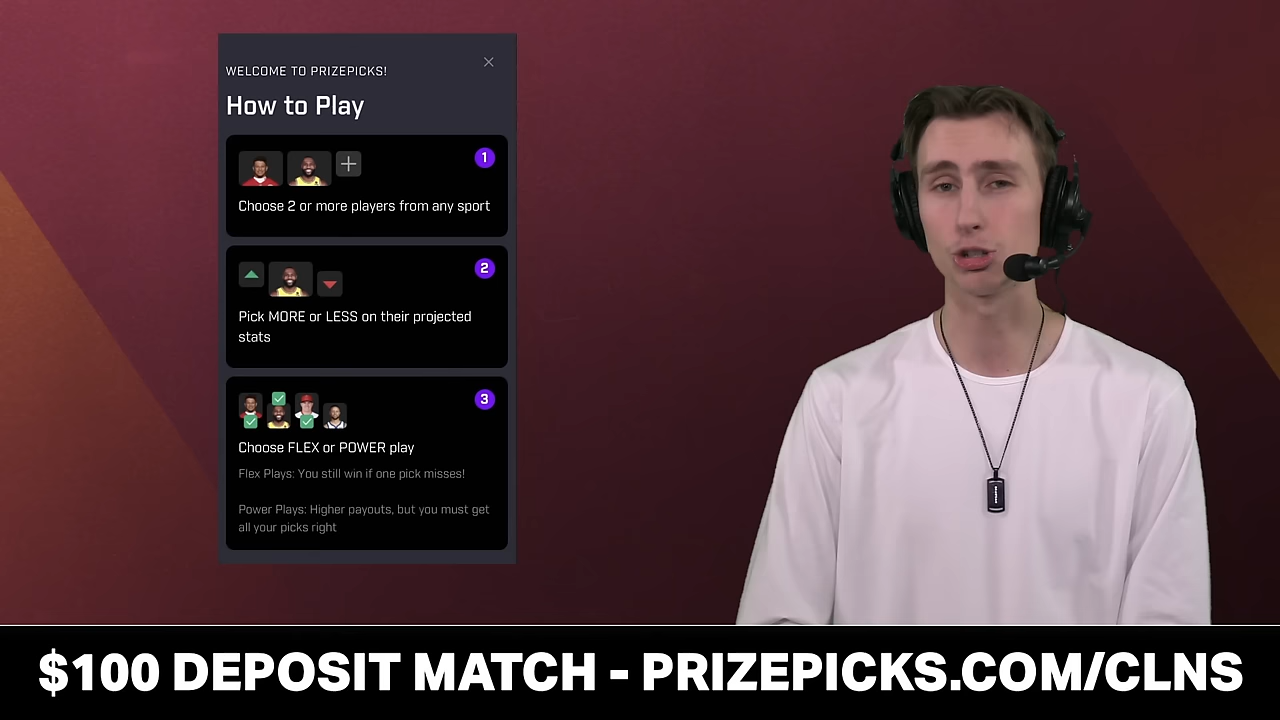 WELCOME TO PRIZEPICKS!
How to Play
1
Choose 2 or more players from any sport
2
Pick MORE or LESS on their projected
stats
3
Choose FLEX or POWER play
Flex Plays: You still win if one pick misses!
Power Plays: Higher payouts, but you must get
all your picks right
$100 DEPOSIT MATCH - PRIZEPICKS.COM/CLNS